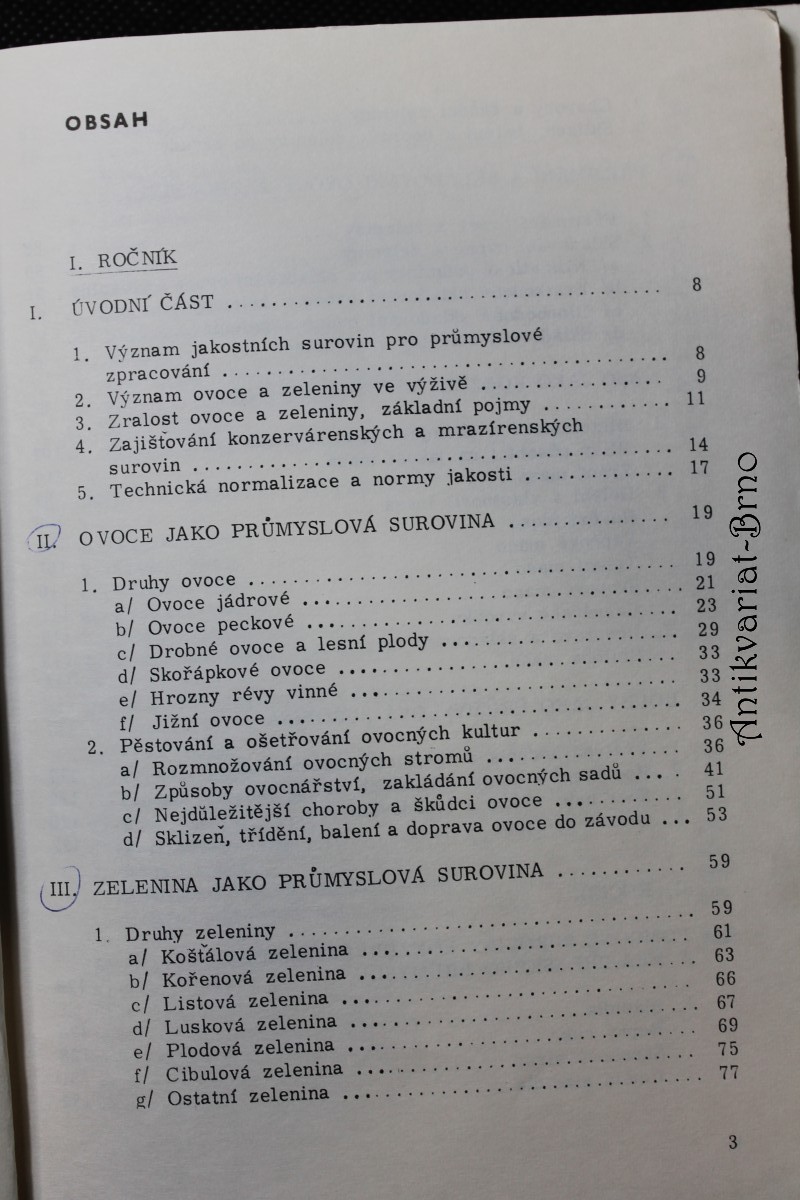 OBSAH
I. ROČNÍK
I. ÚVODNÍ ČÁST .......................................... 8
1. Význam jakostních surovin pro průmyslové
zpracování .......................................... 8
2. Význam ovoce a zeleniny ve výživě ................. 9
3. Zralost ovoce a zeleniny, základní pojmy ............ 11
4. Zajišťování konzervárenských a mrazírenských
surovin ............................................. 14
5. Technická normalizace a normy jakosti .............. 17
II. OVOCE JAKO PRŮMYSLOVÁ SUROVINA ............... 19
1. Druhy ovoce ........................................ 19
a/ Ovoce jádrové .................................... 21
b/ Ovoce peckové .................................... 23
c/ Drobné ovoce a lesní plody ....................... 29
d/ Skořápkové ovoce ................................ 33
e/ Hrozny révy vinné ............................... 33
f/ Jižní ovoce ...................................... 34
2. Pěstování a ošetřování ovocných kultur .............. 36
a/ Rozmnožování ovocných stromů ................... 36
b/ Způsoby ovocnářství, zakládání ovocných sadů .... 41
c/ Nejdůležitější choroby a škůdci ovoce ............ 51
d/ Sklizeň, třídění, balení a doprava ovoce do závodu ... 53
III. ZELENINA JAKO PRŮMYSLOVÁ SUROVINA ............ 59
1. Druhy zeleniny ..................................... 59
a/ Košťálová zelenina ............................... 61
b/ Kořenová zelenina ............................... 63
c/ Listová zelenina ................................. 66
d/ Lusková zelenina ................................ 67
e/ Plodová zelenina ................................ 69
f/ Cibulová zelenina ................................ 75
g/ Ostatní zelenina ................................. 77
3
Antikvariat-Brno